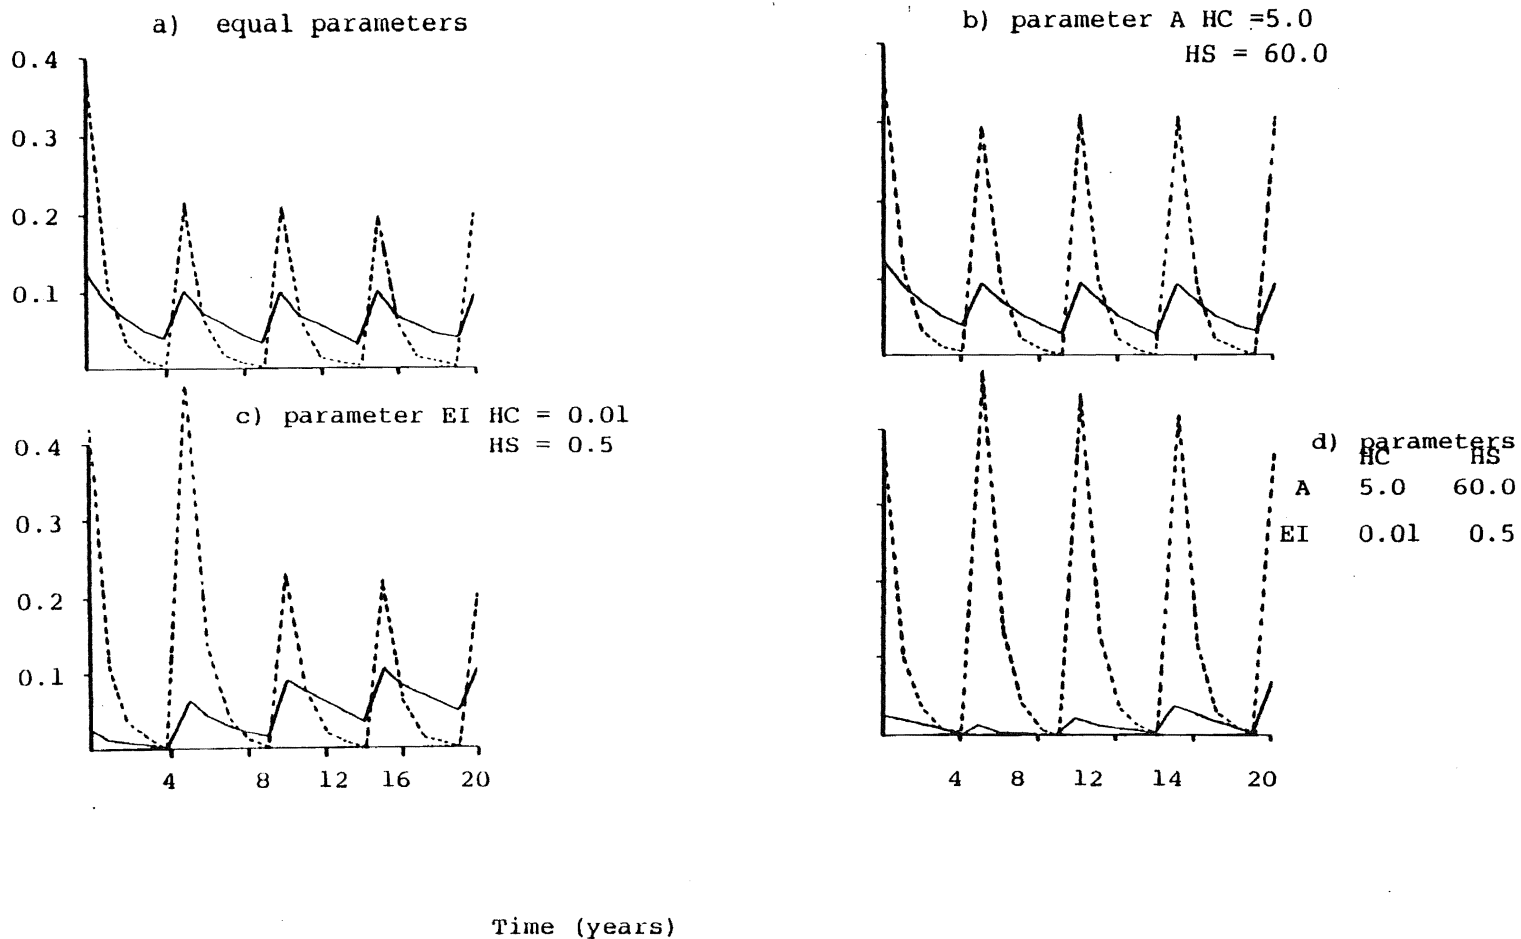 a) equal parameters
0.4
0.3
0.2
0.1
b) parameter A HC =5.0
HS = 60.0
c) parameter EI HC = 0.01
HS = 0.5
0.4
0.3
0.2
0.1
4 8 12 16 20
d) parameters
HC HS
A 5.0 60.0
EI 0.01 0.5
4 8 12 14 20
Time (years)